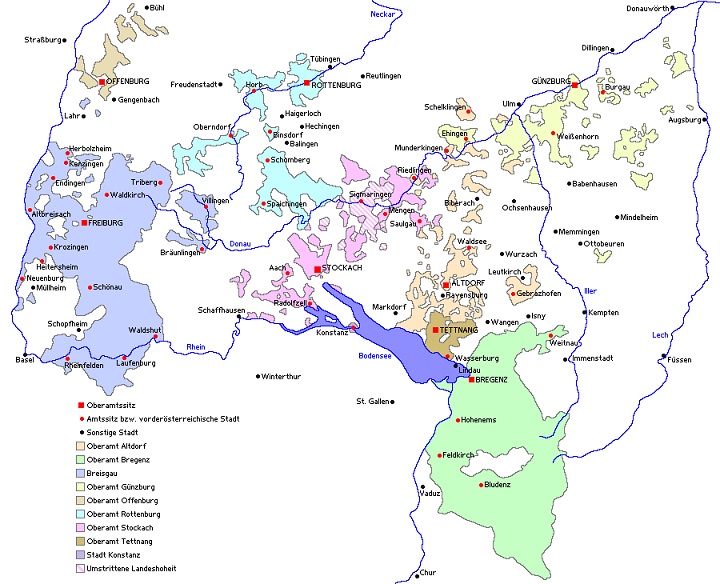 Bühl
Neckar
Donauwörth
Straßburg
Dillingen
Tübingen
Reutlingen
OFFENBURG
Freudenstadt
Horb
ROTTENBURG
GÜNZBURG
Burgau
Gengenbach
Schelklingen
Ulm
Lahr
Haigerloch
Augsburg
Oberndorf
Binsdorf
Hechingen
Ehingen
Weißenhorn
Balingen
Herbolzheim
Munderkingen
Kenzingen
Schömberg
Endingen
Triberg
Riedlingen
Babenhausen
Waldkirch
Villingen
Spaichingen
Sigmaringen
Biberach
Ochsenhausen
Altbreisach
Mengen
Mindelheim
FREIBURG
Saulgau
Memmingen
Krozingen
Donau
Waldsee
Ottobeuren
Bräunlingen
Wurzach
Heitersheim
Aach
STOCKACH
Leutkirch
Neuenburg
Müllheim
Schönau
ALTDORF
Gebrazhofen
Iller
Ravensburg
Radolfzell
Schaffhausen
Markdorf
Isny
Kempten
Schopfheim
Wangen
Waldshut
Konstanz
TETTNANG
Weitnau
Lech
Rhein
Basel
Bodensee
Wasserburg
Immenstadt
Füssen
Rheinfelden
Laufenburg
Lindau
Winterthur
BREGENZ
St. Gallen
Hohenems
Feldkirch
Bludenz
Vaduz
Chur
Oberamtssitz
Amtssitz bzw. vorderösterreichische Stadt
Sonstige Stadt
Oberamt Altdorf
Oberamt Bregenz
Breisgau
Oberamt Günzburg
Oberamt Offenburg
Oberamt Rottenburg
Oberamt Stockach
Oberamt Tettnang
Stadt Konstanz
Umstrittene Landeshoheit